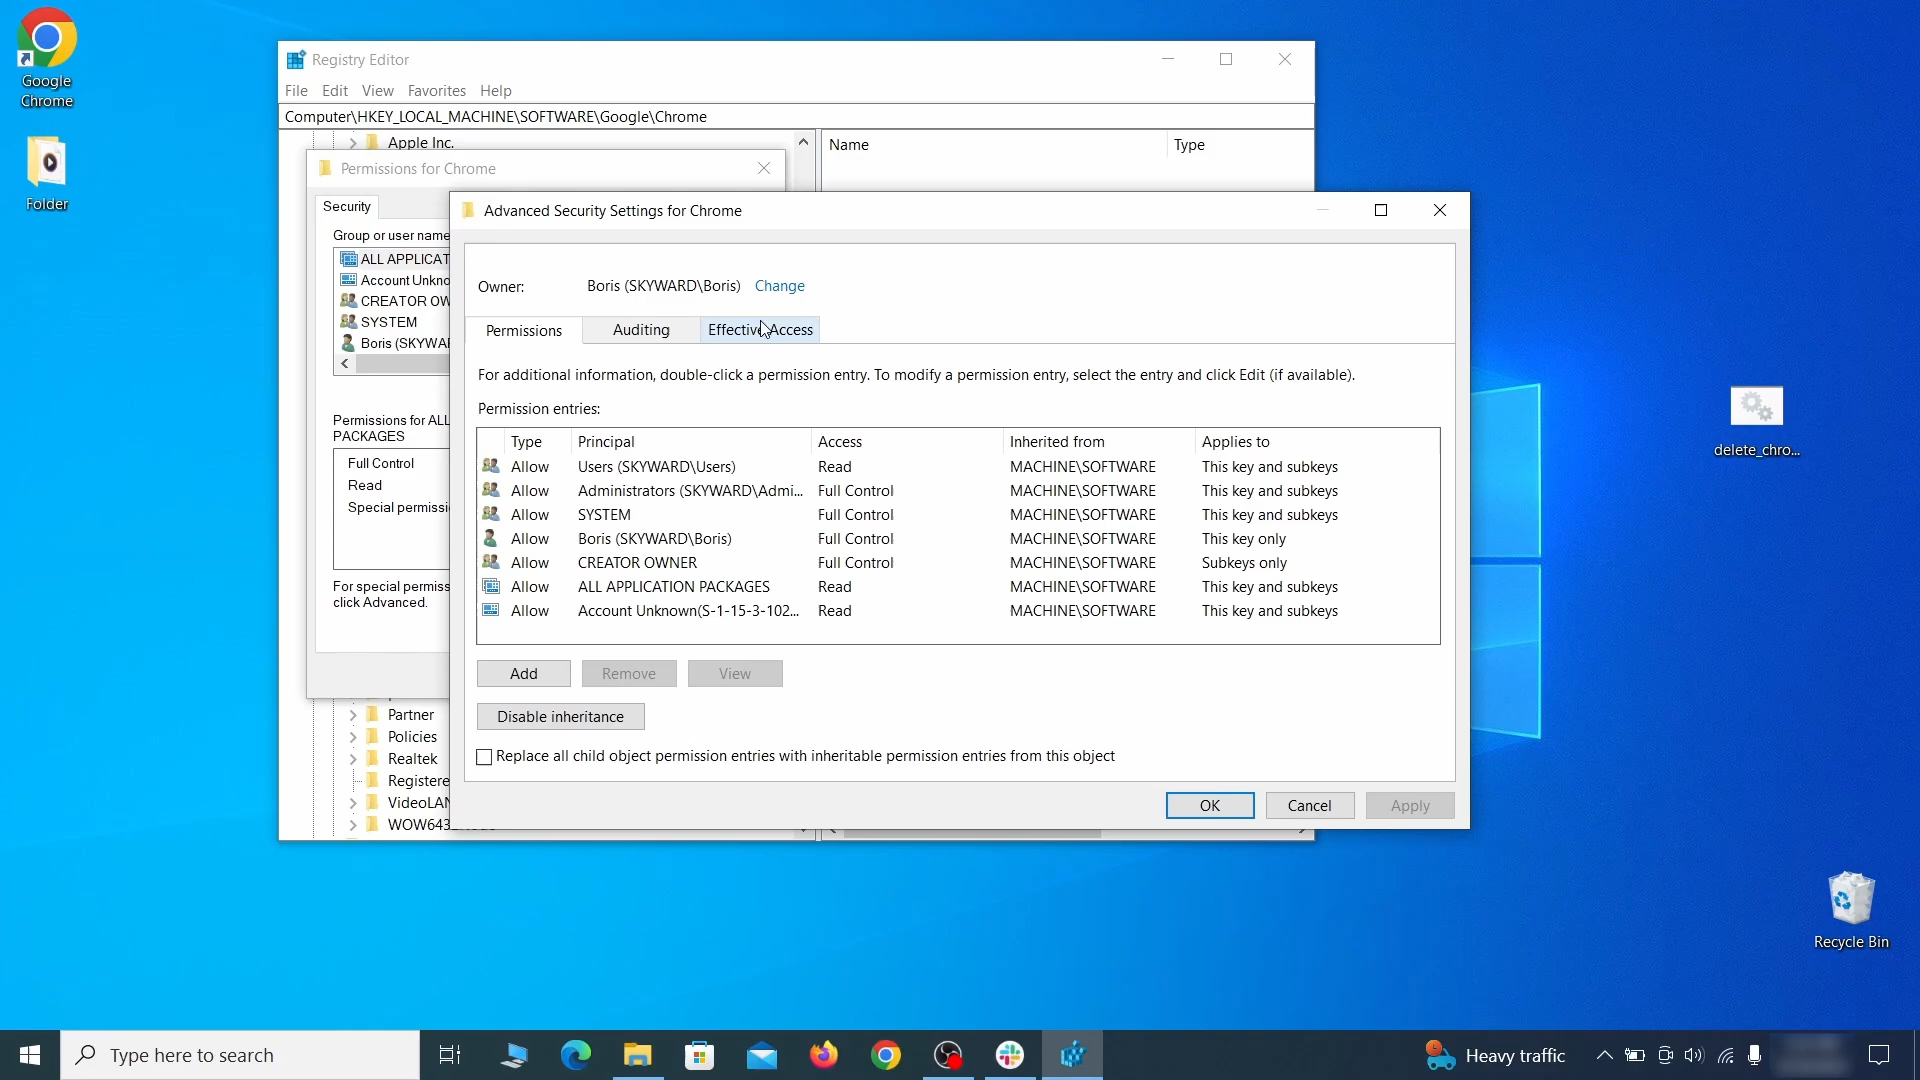 Google
Chrome
Folder
Registry Editor
File Edit View Favorites Help
Computer\HKEY_LOCAL_MACHINE\SOFTWARE\Google\Chrome
Apple Inc.
Name Type
Permissions for Chrome
Security
Group or user name
ALL APPLICAT
Account Unkno
CREATOR OW
SYSTEM
Boris (SKYWAR
Permissions for ALL
PACKAGES
Full Control
Read
Special permissi
For special permiss
click Advanced.
Partner
Policies
Realtek
Registere
VideoLAN
Advanced Security Settings for Chrome
Owner: Boris (SKYWARD\Boris) Change
Permissions Auditing Effective Access
For additional information, double-click a permission entry. To modify a permission entry, select the entry and click Edit (if available).
Permission entries:
Type Principal Access Inherited from Applies to
Allow Users (SKYWARD\Users) Read MACHINE\SOFTWARE This key and subkeys
Allow Administrators (SKYWARD\Admi... Full Control MACHINE\SOFTWARE This key and subkeys
Allow SYSTEM Full Control MACHINE\SOFTWARE This key and subkeys
Allow Boris (SKYWARD\Boris) Full Control MACHINE\SOFTWARE This key only
Allow CREATOR OWNER Full Control MACHINE\SOFTWARE Subkeys only
Allow ALL APPLICATION PACKAGES Read MACHINE\SOFTWARE This key and subkeys
Allow Account Unknown(S-1-15-3-102... Read MACHINE\SOFTWARE This key and subkeys
Add Remove View
Disable inheritance
Replace all child object permission entries with inheritable permission entries from this object
OK Cancel Apply
delete_chro...
Recycle Bin
Type here to search
Heavy traffic